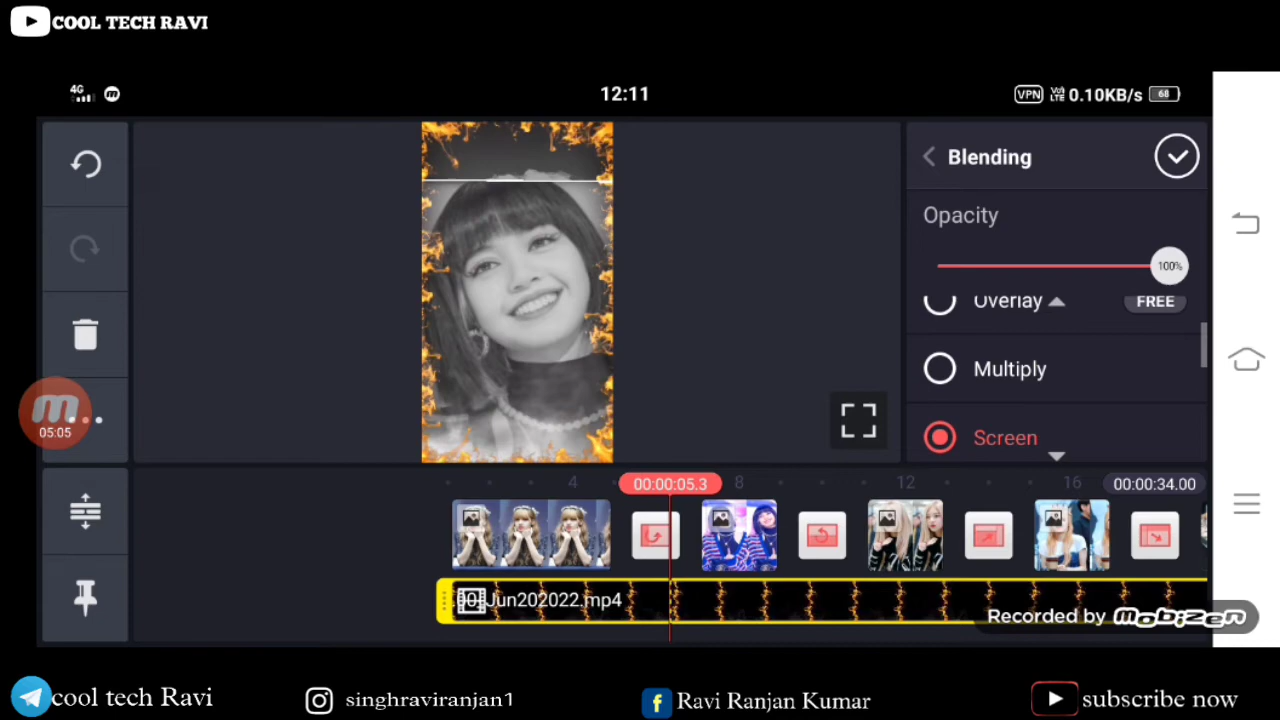 COOL TECH RAVI
4G
12:11
VPN
Vo) LTE 0.10KB/s 68
Blending
Opacity
100%
Overlay FREE
Multiply
Screen
05:05
4 00:00:05.3 8 12 16 00:00:34.00
Jun202022.mp4
Recorded by mobizen
cool tech Ravi
singhraviranjan1
Ravi Ranjan Kumar
subscribe now